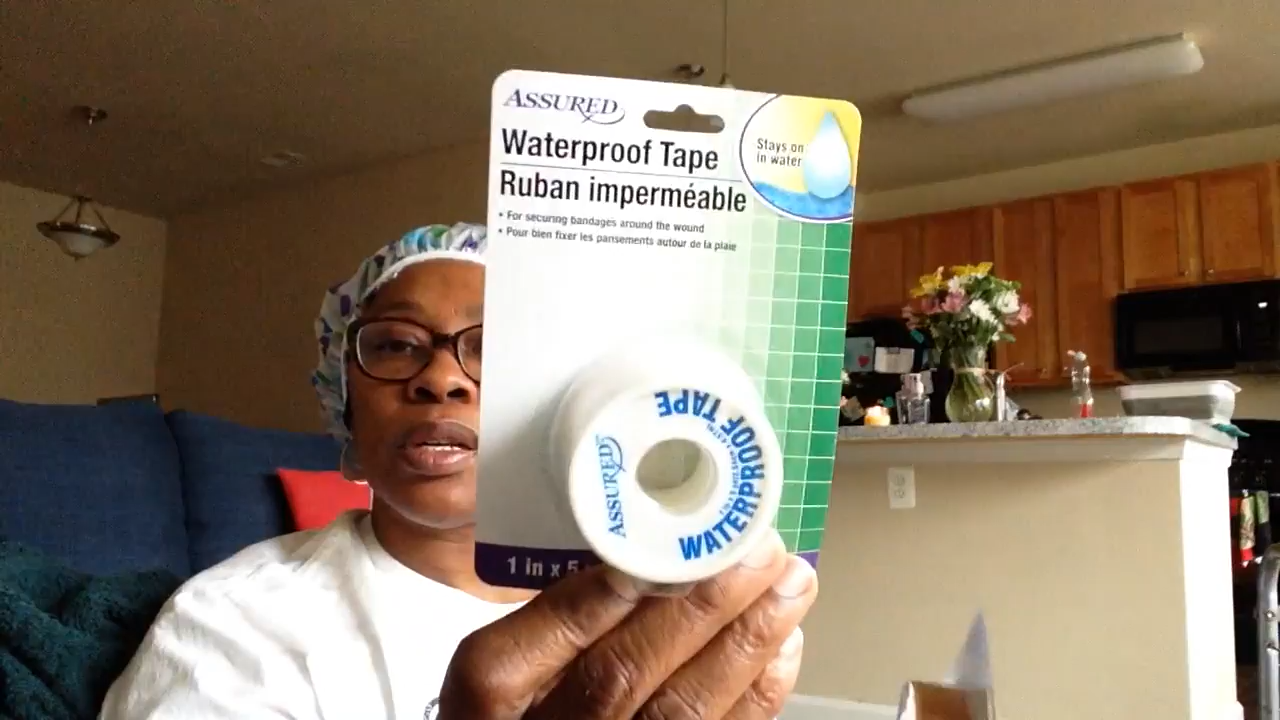 ASSURED
Waterproof Tape
Ruban imperméable
• For securing bandages around the wound
• Pour bien fixer les pansements autour de la plaie
Stays on
in water
ASSURED
WATERPROOF TAPE
1 in x 5